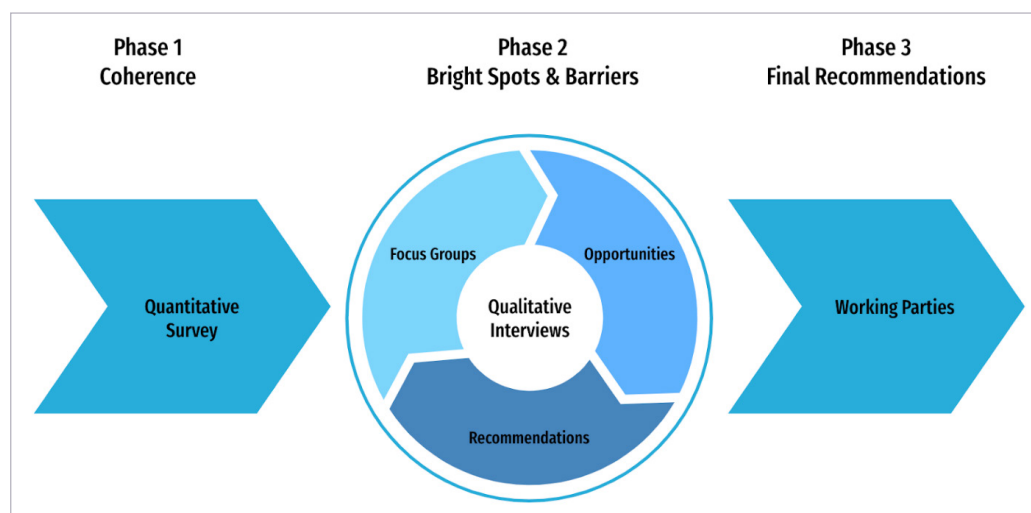 Phase 1
Coherence
Phase 2
Bright Spots & Barriers
Phase 3
Final Recommendations
Quantitative
Survey
Focus Groups
Opportunities
Qualitative
Interviews
Recommendations
Working Parties